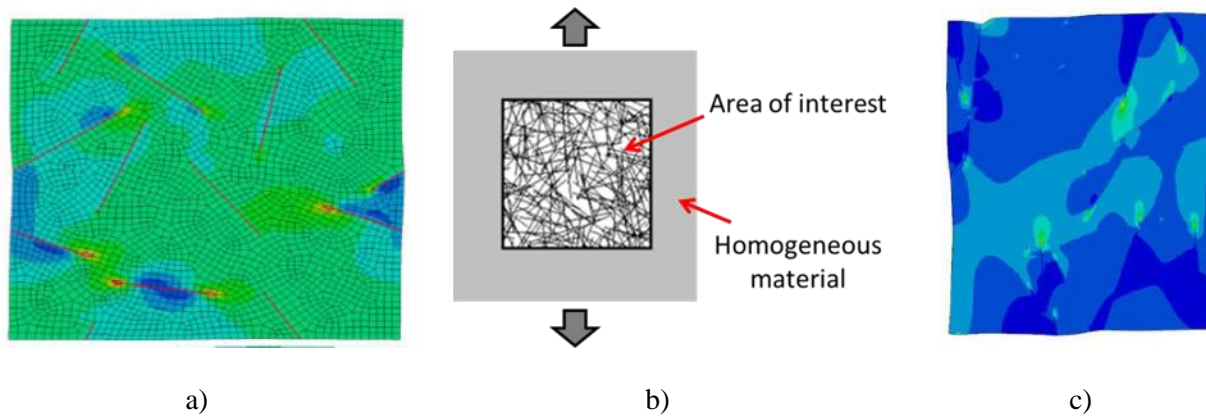 Area of interest
Homogeneous
material
a)
b)
c)